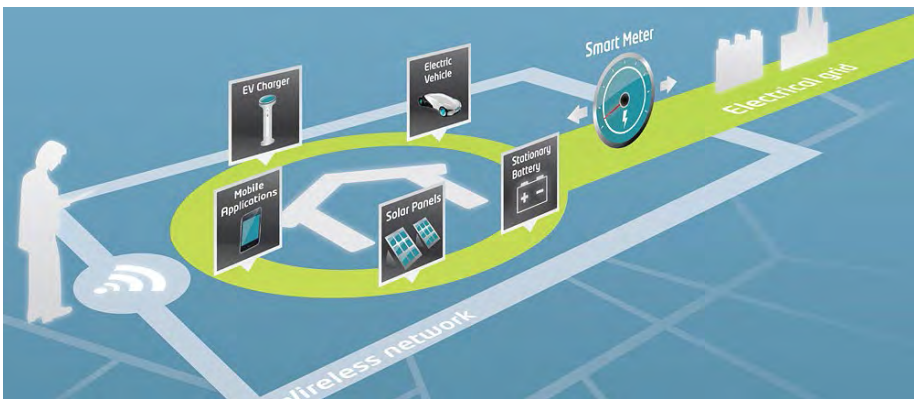 Smart Meter
Electric
Vehicle
EV Charger
Electrical grid
Stationary
Battery
Mobile
Applications
Solar Panels
wireless network